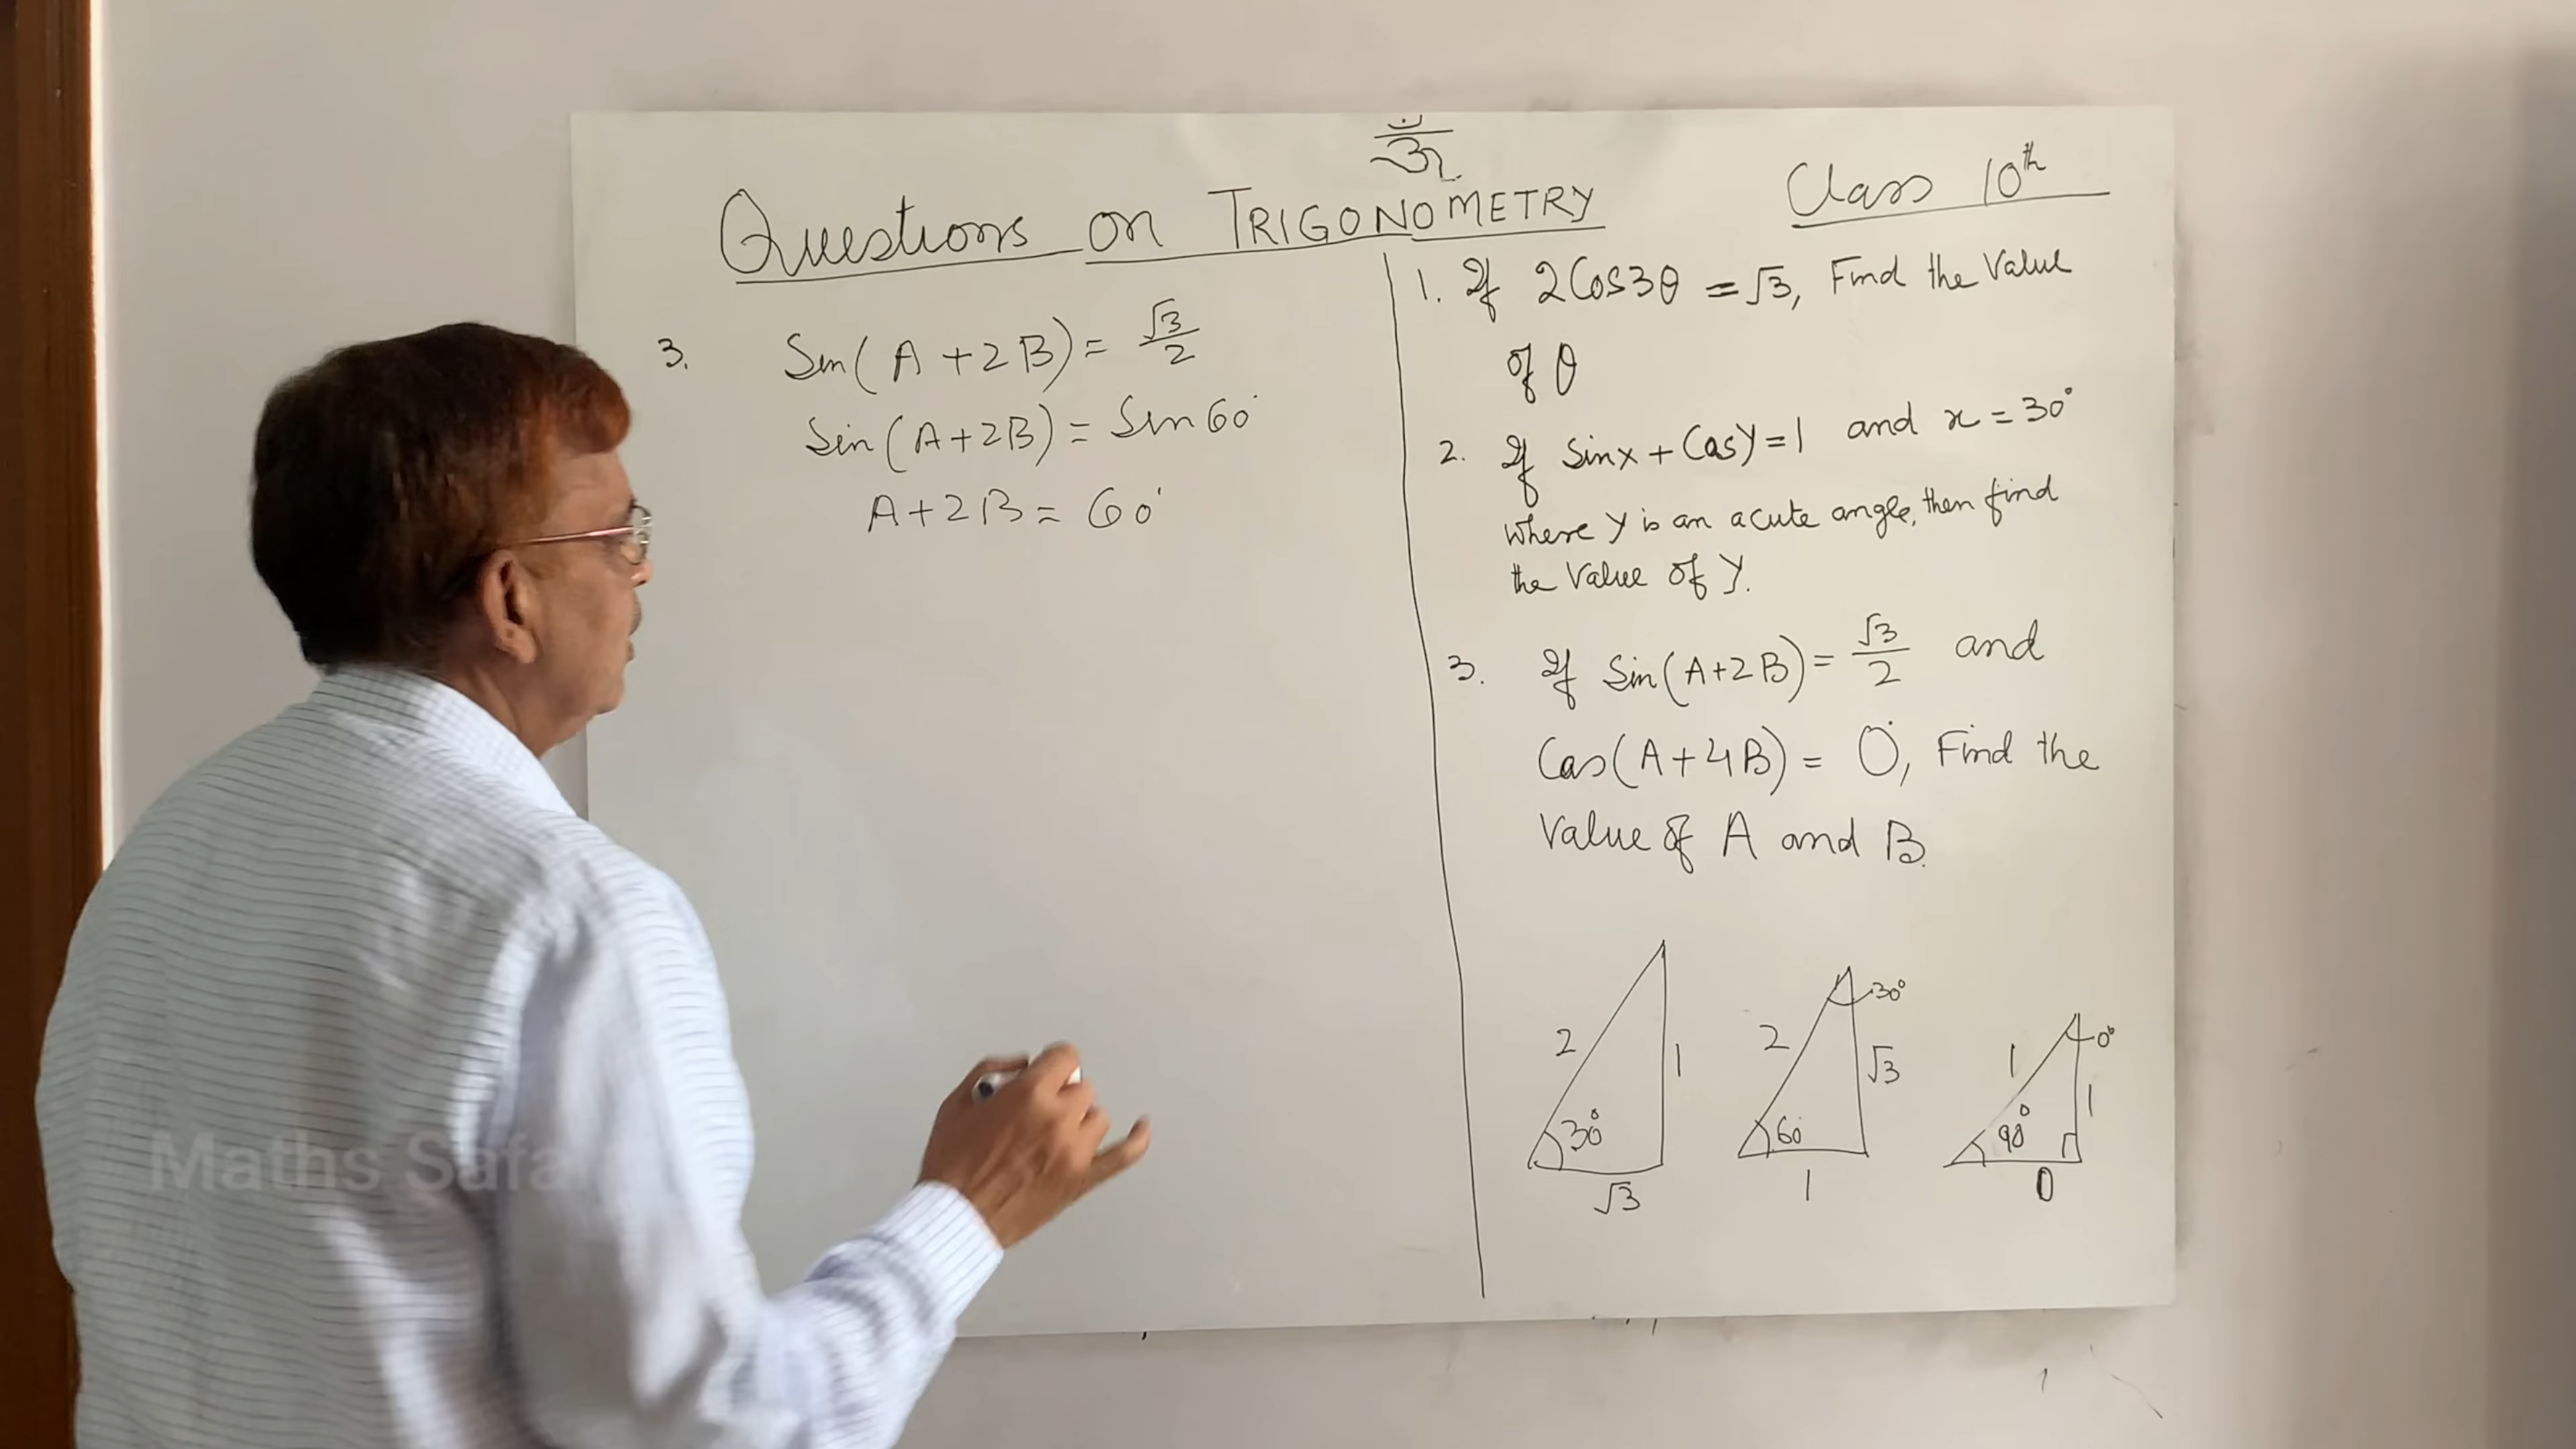 ॐ
Questions on TRIGONOMETRY
Class 10th
3. Sin(A+2B) = √3/2
Sin(A+2B) = Sin60°
A+2B = 60°
1. If 2Cos3θ = √3, Find the Value
of θ
2. If Sinx + Cosy = 1 and x = 30°
where y is an acute angle, then find
the Value of y.
3. If Sin(A+2B) = √3/2 and
Cos(A+4B) = 0°, Find the
Value of A and B.
2 1 30° √3
2 30° √3 60° 1
1 0° 1 90° 0
Maths Safa